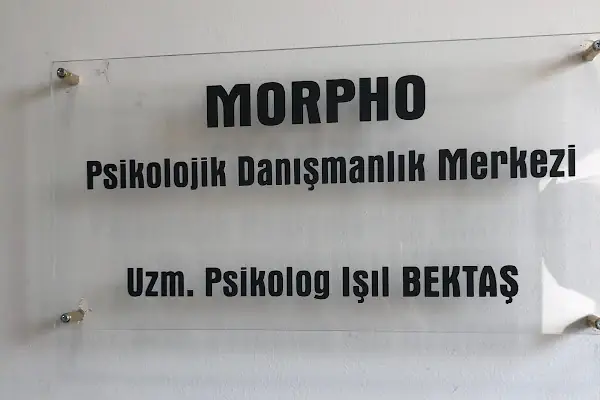 MORPHO
Psikolojik Danışmanlık Merkezi
Uzm. Psikolog Işıl BEKTAŞ